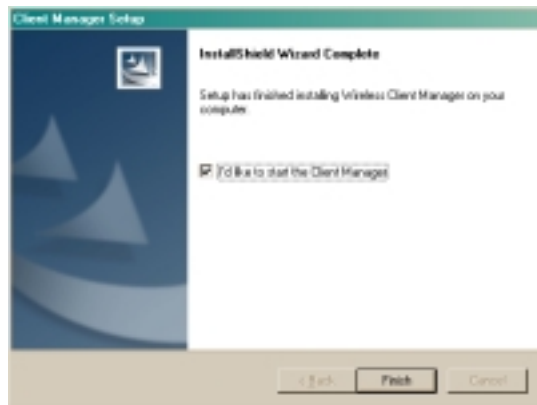 Client Manager Setup
InstallShield Wizard Complete
Setup has finished installing Wireless Client Manager on your
computer.
I'd like to start the Client Manager
< Back
Finish
Cancel